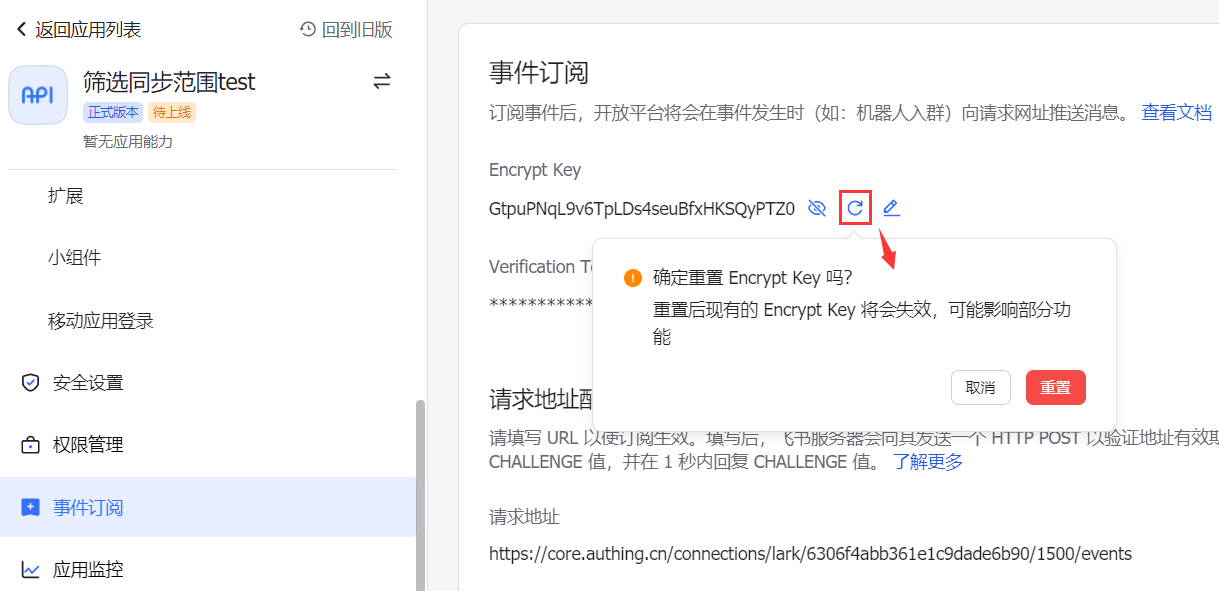 返回应用列表
回到旧版
API
筛选同步范围test
正式版本 待上线
暂无应用能力
扩展
小组件
移动应用登录
安全设置
权限管理
事件订阅
应用监控
事件订阅
订阅事件后，开放平台将会在事件发生时（如：机器人入群）向请求网址推送消息。 查看文档
Encrypt Key
GtpuPNqL9v6TpLDs4seuBfxHKSQyPTZ0
Verification
***********
确定重置 Encrypt Key 吗？
重置后现有的 Encrypt Key 将会失效，可能影响部分功
能
取消
重置
请求地址配
请填写 URL 以便订阅生效。填写后，飞书服务器会向其发送一个 HTTP POST 以验证地址有效
CHALLENGE 值，并在 1 秒内回复 CHALLENGE 值。 了解更多
请求地址
https://core.authing.cn/connections/lark/6306f4abb361e1c9dade6b90/1500/events